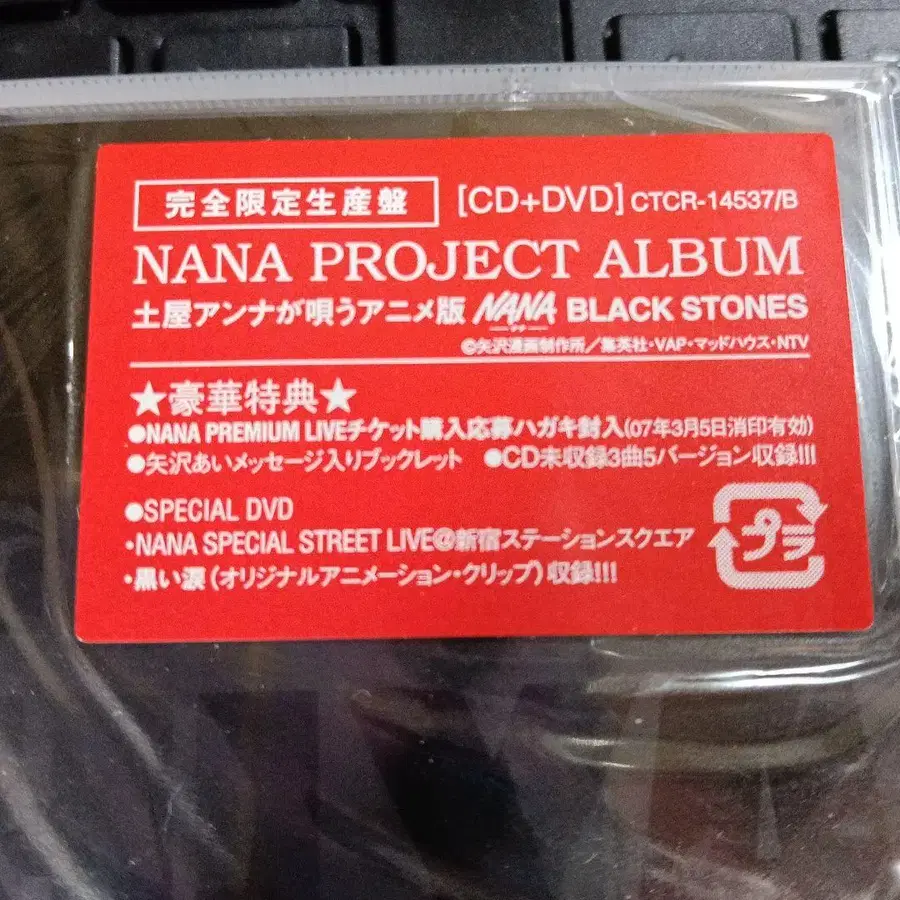 完全限定生産盤 [CD+DVD] CTCR-14537/B
NANA PROJECT ALBUM
土屋アンナが唄うアニメ版 NANA ーナナー BLACK STONES
©矢沢漫画制作所／集英社・VAP・マッドハウス・NTV
★豪華特典★
●NANA PREMIUM LIVEチケット購入応募ハガキ封入(07年3月5日消印有効)
●矢沢あいメッセージ入りブックレット ●CD未収録3曲5バージョン収録!!!
●SPECIAL DVD
・NANA SPECIAL STREET LIVE@新宿ステーションスクエア
・黒い涙(オリジナルアニメーション・クリップ)収録!!!
プラ